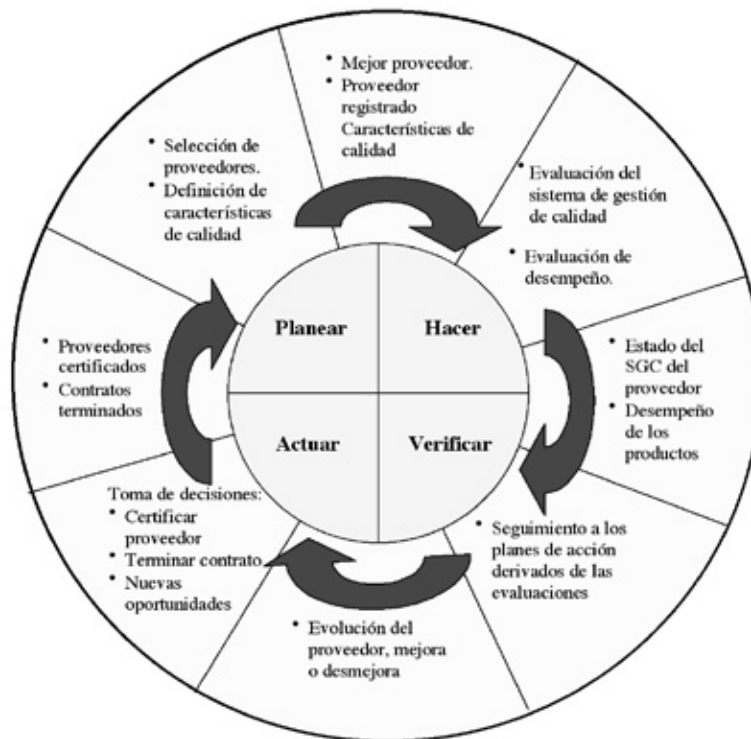 • Mejor proveedor.
• Proveedor
registrado
Características de
calidad
• Selección de
proveedores.
• Definición de
características
de calidad
• Evaluación del
sistema de gestión
de calidad
• Evaluación de
desempeño.
Planear
Hacer
• Proveedores
certificados
• Contratos
terminados
• Estado del
SGC del
proveedor
• Desempeño
de los
productos
Actuar
Verificar
Toma de decisiones:
• Certificar
proveedor
• Terminar contrato
• Nuevas
oportunidades
• Seguimiento a los
planes de acción
derivados de las
evaluaciones
• Evolución del
proveedor, mejora
o desmejora